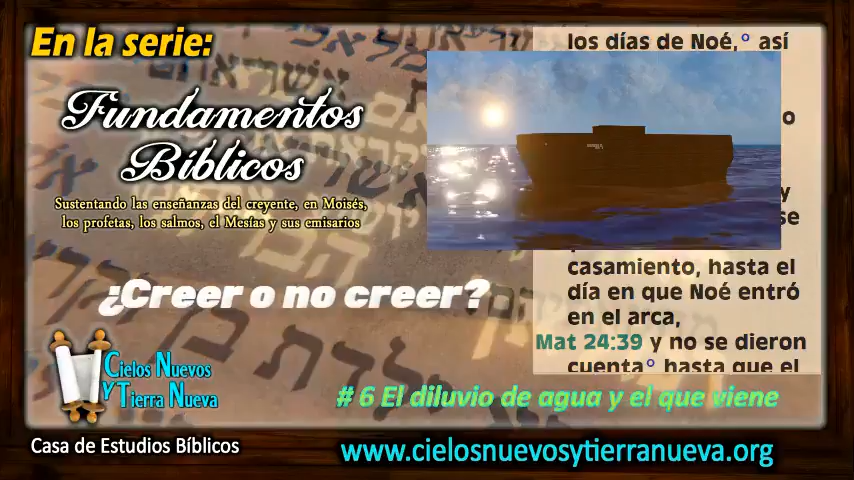 En la serie:
Fundamentos
Bíblicos
Sustentando las enseñanzas del creyente, en Moisés,
los profetas, los salmos, el Mesías y sus emisarios
¿Creer o no creer?
Cielos Nuevos
Y Tierra Nueva
Casa de Estudios Bíblicos
los días de Noé,° así
o
y
se
casamiento, hasta el
día en que Noé entró
en el arca,
Mat 24:39 y no se dieron
cuenta° hasta que el
# 6 El diluvio de agua y el que viene
www.cielosnuevosytierranueva.org